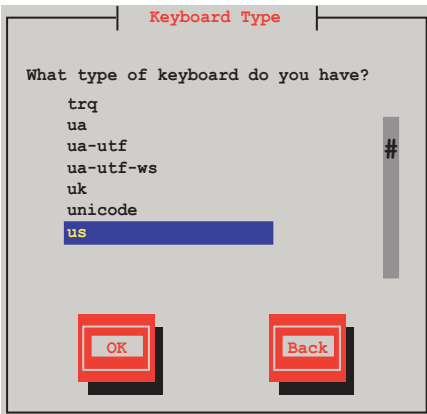 Keyboard Type
What type of keyboard do you have?
trq
ua
ua-utf
#
ua-utf-ws
uk
unicode
us
OK Back